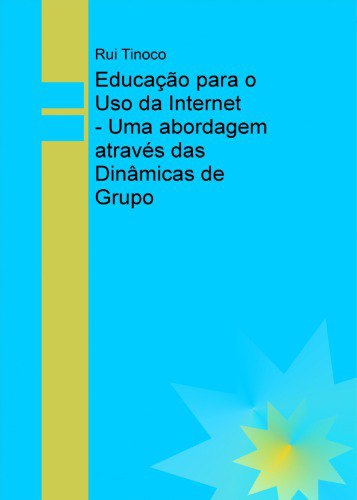 Rui Tinoco
Educação para o
Uso da Internet
- Uma abordagem
através das
Dinâmicas de
Grupo